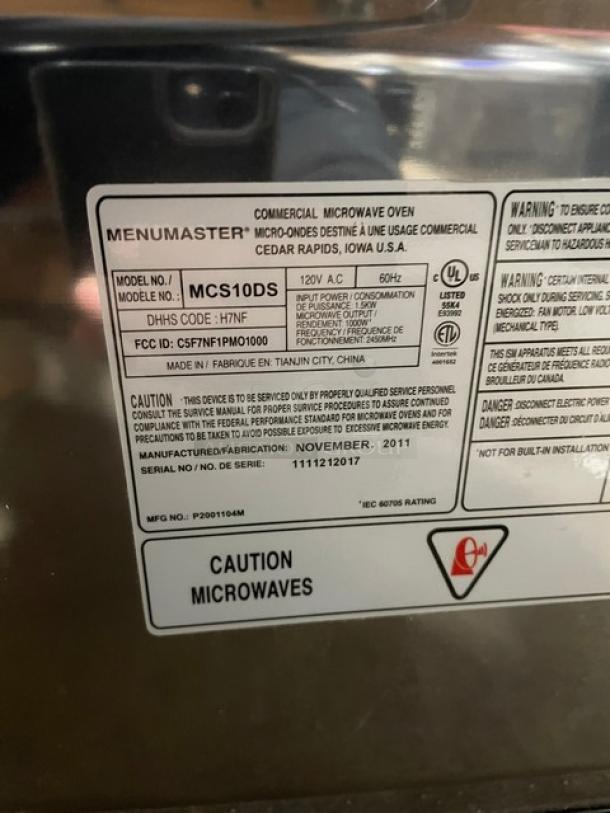 COMMERCIAL MICROWAVE OVEN
MENUMASTER® MICRO-ONDES DESTINÉ À UNE USAGE COMMERCIAL
CEDAR RAPIDS, IOWA U.S.A.
MODEL NO./
MODÈLE NO.: MCS10DS
DHHS CODE : H7NF
FCC ID: C5F7NF1PMO1000
120V A.C 60Hz
INPUT POWER / CONSOMMATION
DE PUISSANCE: 1.5KW
MICROWAVE OUTPUT /
RENDEMENT: 1000W*
FREQUENCY / FREQUENCE DE
FONCTIONNEMENT: 2450MHz
C UL US
LISTED
55K4
E93992
ETL
Intertek
4001682
MADE IN / FABRIQUE EN: TIANJIN CITY, CHINA
CAUTION THIS DEVICE IS TO BE SERVICED ONLY BY PROPERLY QUALIFIED SERVICE PERSONNEL
CONSULT THE SERVICE MANUAL FOR PROPER SERVICE PROCEDURES TO ASSURE CONTINUED
COMPLIANCE WITH THE FEDERAL PERFORMANCE STANDARD FOR MICROWAVE OVENS AND FOR
PRECAUTIONS TO BE TAKEN TO AVOID POSSIBLE EXPOSURE TO EXCESSIVE MICROWAVE ENERGY.
MANUFACTURED/FABRICATION: NOVEMBER. 2011
SERIAL NO / NO. DE SERIE: 1111212017
*IEC 60705 RATING
MFG NO.: P2001104M
WARNING TO ENSURE CO
ONLY. DISCONNECT APPLIANC
SERVICEMAN TO HAZARDOUS H
WARNING CERTAIN INTERNAL
SHOCK ONLY DURING SERVICING. S
ENERGIZED: FAN MOTOR, LOW VOLT
(MECHANICAL TYPE).
THIS ISM APPARATUS MEETS ALL REQU
CE GÉNÉRATEUR DE FRÉQUENCE RADIO
BROUILLEUR DU CANADA.
DANGER :DISCONNECT ELECTRIC POWER
DANGER :DÉCONNECTER DU CIRCUIT D'ALI
*NOT FOR BUILT-IN INSTALLATION
CAUTION
MICROWAVES